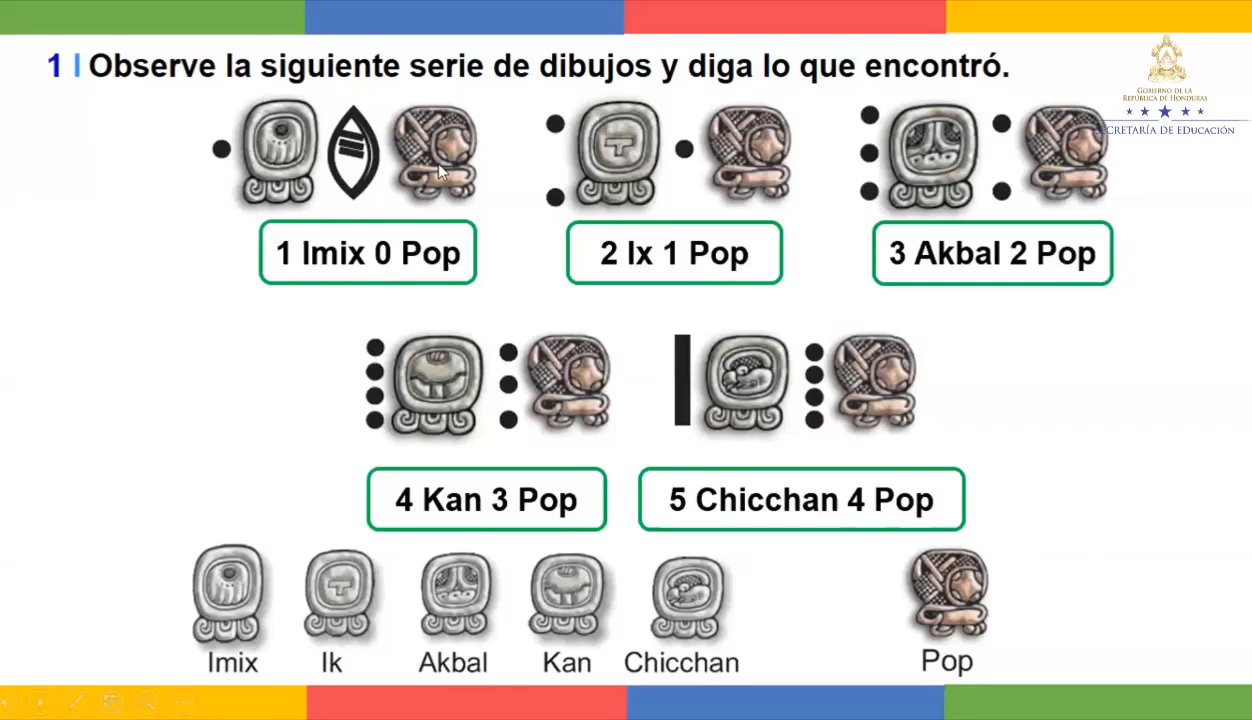 1 | Observe la siguiente serie de dibujos y diga lo que encontró.
GOBIERNO DE LA
REPÚBLICA DE HONDURAS
SECRETARÍA DE EDUCACIÓN
1 Imix 0 Pop
2 Ix 1 Pop
3 Akbal 2 Pop
4 Kan 3 Pop
5 Chicchan 4 Pop
Imix
Ik
Akbal
Kan
Chicchan
Pop